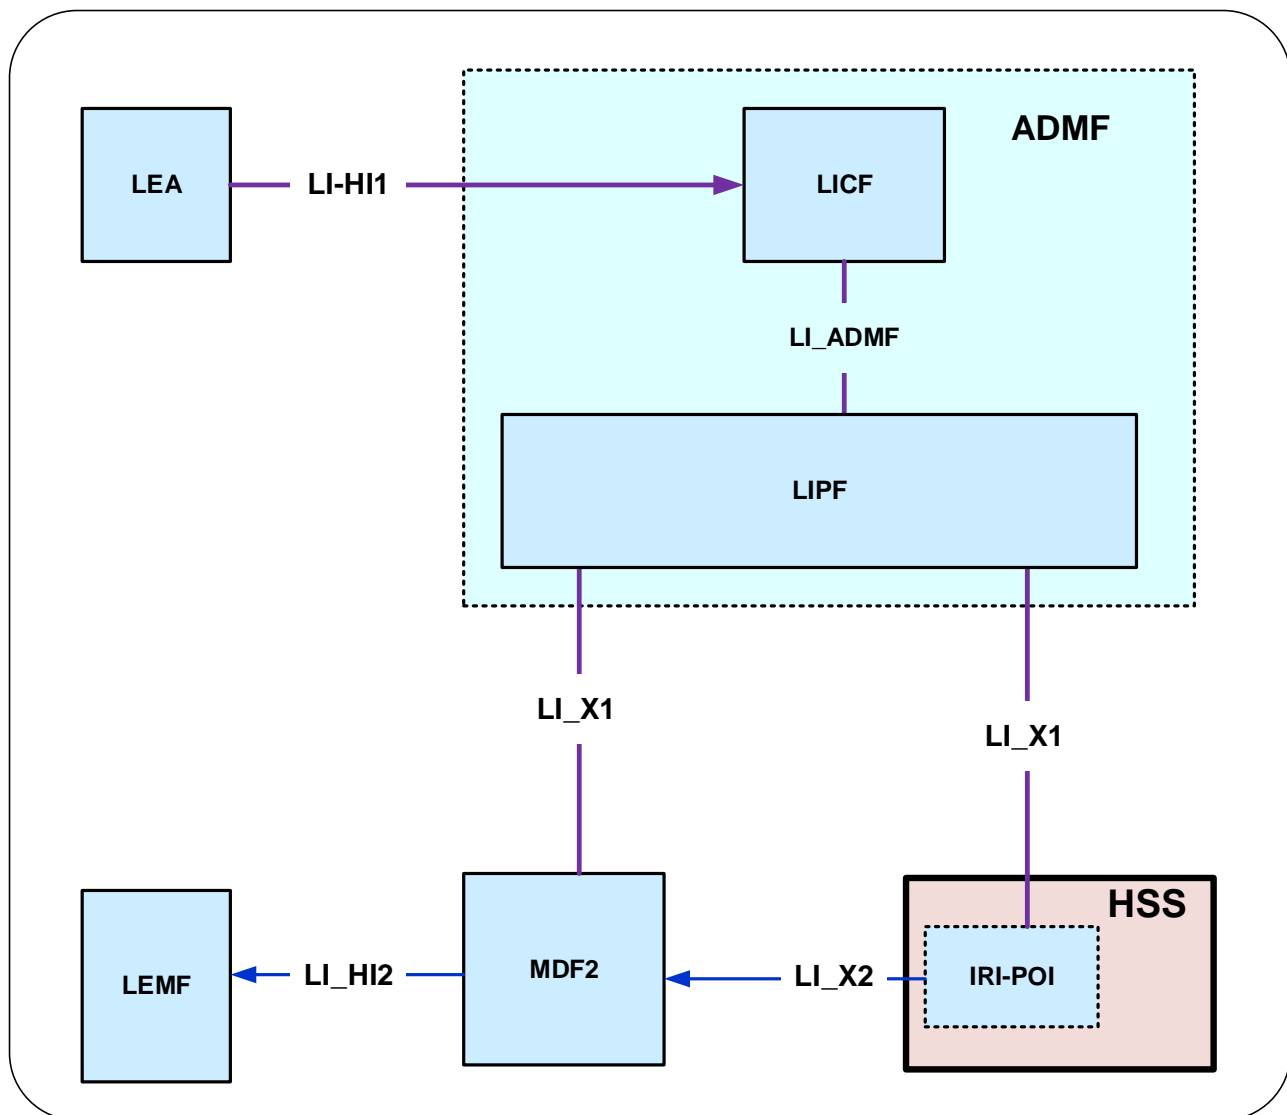 ADMF
LEA
LI-HI1
LICF
LI_ADMF
LIPF
LI_X1
LI_X1
HSS
LEMF
LI_HI2
MDF2
LI_X2
IRI-POI